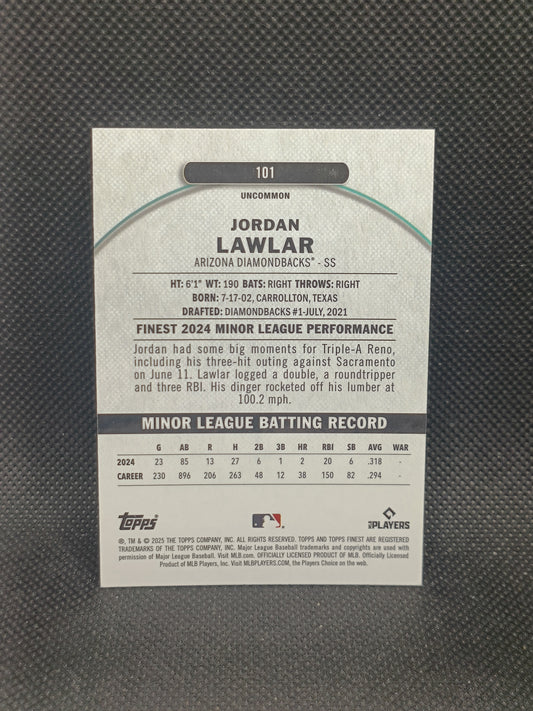 101
UNCOMMON
JORDAN
LAWLAR
ARIZONA DIAMONDBACKS® - SS
HT: 6'1" WT: 190 BATS: RIGHT THROWS: RIGHT
BORN: 7-17-02, CARROLLTON, TEXAS
DRAFTED: DIAMONDBACKS #1-JULY, 2021
FINEST 2024 MINOR LEAGUE PERFORMANCE
Jordan had some big moments for Triple-A Reno,
including his three-hit outing against Sacramento
on June 11. Lawlar logged a double, a roundtripper
and three RBI. His dinger rocketed off his lumber at
100.2 mph.
MINOR LEAGUE BATTING RECORD
G AB R H 2B 3B HR RBI SB AVG WAR
2024 23 85 13 27 6 1 2 20 6 .318 -
CAREER 230 896 206 263 48 12 38 150 82 .294 -
Topps
MLB PLAYERS
®, TM & © 2025 THE TOPPS COMPANY, INC. ALL RIGHTS RESERVED. TOPPS AND TOPPS FINEST ARE REGISTERED
TRADEMARKS OF THE TOPPS COMPANY, INC. Major League Baseball trademarks and copyrights are used with
permission of Major League Baseball. Visit MLB.com. OFFICIALLY LICENSED PRODUCT OF MLB. Officially Licensed
Product of MLB Players, Inc. Visit MLBPLAYERS.COM, the Players Choice on the web.